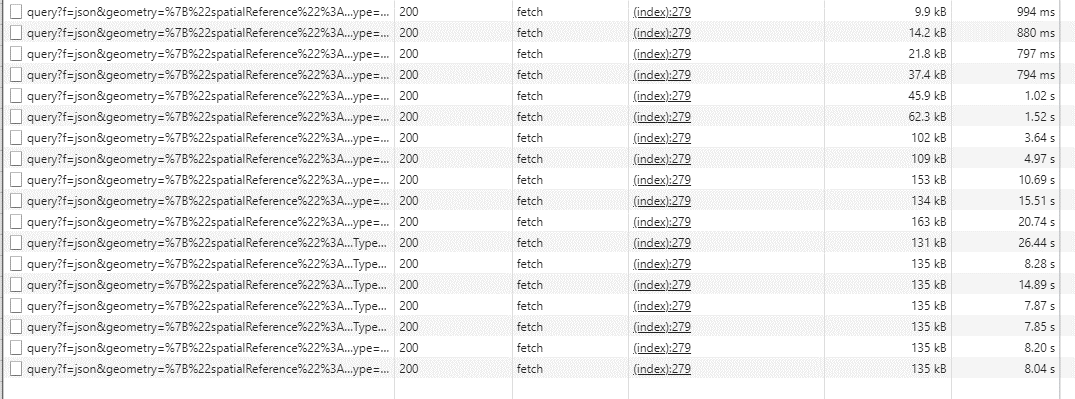 query?f=json&geometry=%7B%22spatialReference%22%3A...ype=... 200 fetch (index):279 9.9 kB 994 ms
query?f=json&geometry=%7B%22spatialReference%22%3A...ype=... 200 fetch (index):279 14.2 kB 880 ms
query?f=json&geometry=%7B%22spatialReference%22%3A...ype=... 200 fetch (index):279 21.8 kB 797 ms
query?f=json&geometry=%7B%22spatialReference%22%3A...ype=... 200 fetch (index):279 37.4 kB 794 ms
query?f=json&geometry=%7B%22spatialReference%22%3A...ype=... 200 fetch (index):279 45.9 kB 1.02 s
query?f=json&geometry=%7B%22spatialReference%22%3A...ype=... 200 fetch (index):279 62.3 kB 1.52 s
query?f=json&geometry=%7B%22spatialReference%22%3A...ype=... 200 fetch (index):279 102 kB 3.64 s
query?f=json&geometry=%7B%22spatialReference%22%3A...ype=... 200 fetch (index):279 109 kB 4.97 s
query?f=json&geometry=%7B%22spatialReference%22%3A...ype=... 200 fetch (index):279 153 kB 10.69 s
query?f=json&geometry=%7B%22spatialReference%22%3A...ype=... 200 fetch (index):279 134 kB 15.51 s
query?f=json&geometry=%7B%22spatialReference%22%3A...ype=... 200 fetch (index):279 163 kB 20.74 s
query?f=json&geometry=%7B%22spatialReference%22%3A...Type... 200 fetch (index):279 131 kB 26.44 s
query?f=json&geometry=%7B%22spatialReference%22%3A...Type... 200 fetch (index):279 135 kB 8.28 s
query?f=json&geometry=%7B%22spatialReference%22%3A...Type... 200 fetch (index):279 135 kB 14.89 s
query?f=json&geometry=%7B%22spatialReference%22%3A...Type... 200 fetch (index):279 135 kB 7.87 s
query?f=json&geometry=%7B%22spatialReference%22%3A...Type... 200 fetch (index):279 135 kB 7.85 s
query?f=json&geometry=%7B%22spatialReference%22%3A...ype=... 200 fetch (index):279 135 kB 8.20 s
query?f=json&geometry=%7B%22spatialReference%22%3A...ype=... 200 fetch (index):279 135 kB 8.04 s